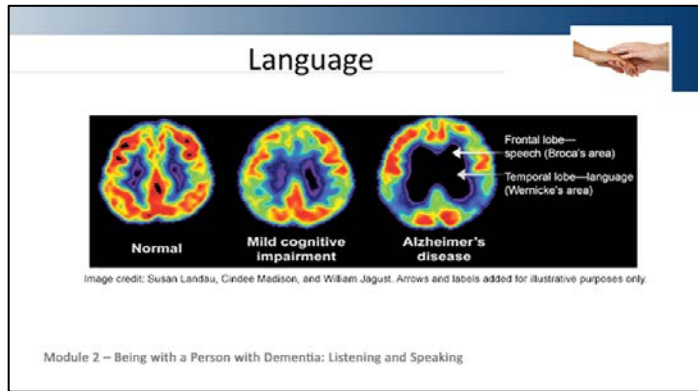 Language
Frontal lobe—
speech (Broca's area)
Temporal lobe—language
(Wernicke's area)
Normal
Mild cognitive
impairment
Alzheimer's
disease
Image credit: Susan Landau, Cindee Madison, and William Jagust. Arrows and labels added for illustrative purposes only.
Module 2 – Being with a Person with Dementia: Listening and Speaking